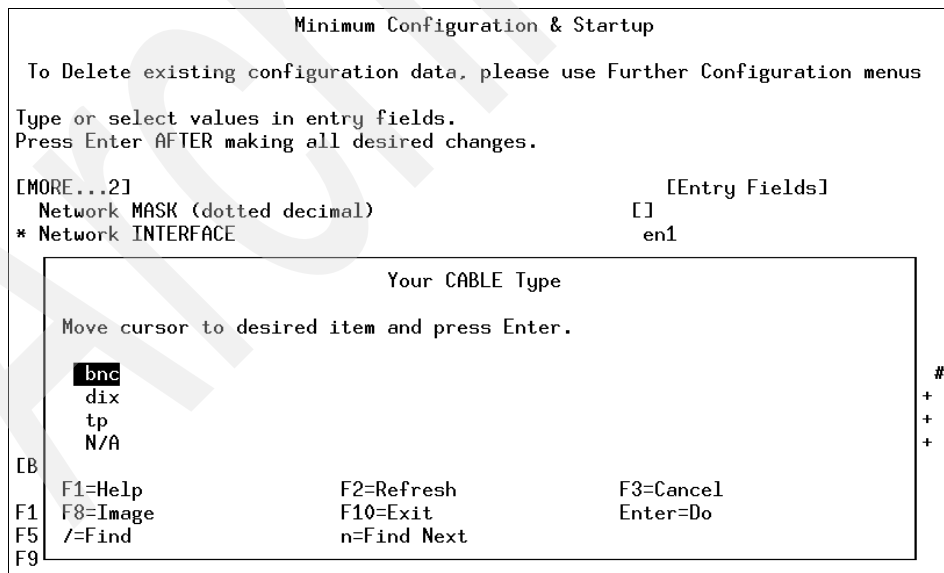 Minimum Configuration & Startup
To Delete existing configuration data, please use Further Configuration menus
Type or select values in entry fields.
Press Enter AFTER making all desired changes.
[MORE...2] [Entry Fields]
Network MASK (dotted decimal) []
* Network INTERFACE en1
Your CABLE Type
Move cursor to desired item and press Enter.
bnc #
dix +
tp +
N/A +
[B
F1=Help F2=Refresh F3=Cancel
F1 F8=Image F10=Exit Enter=Do
F5 /=Find n=Find Next
F9